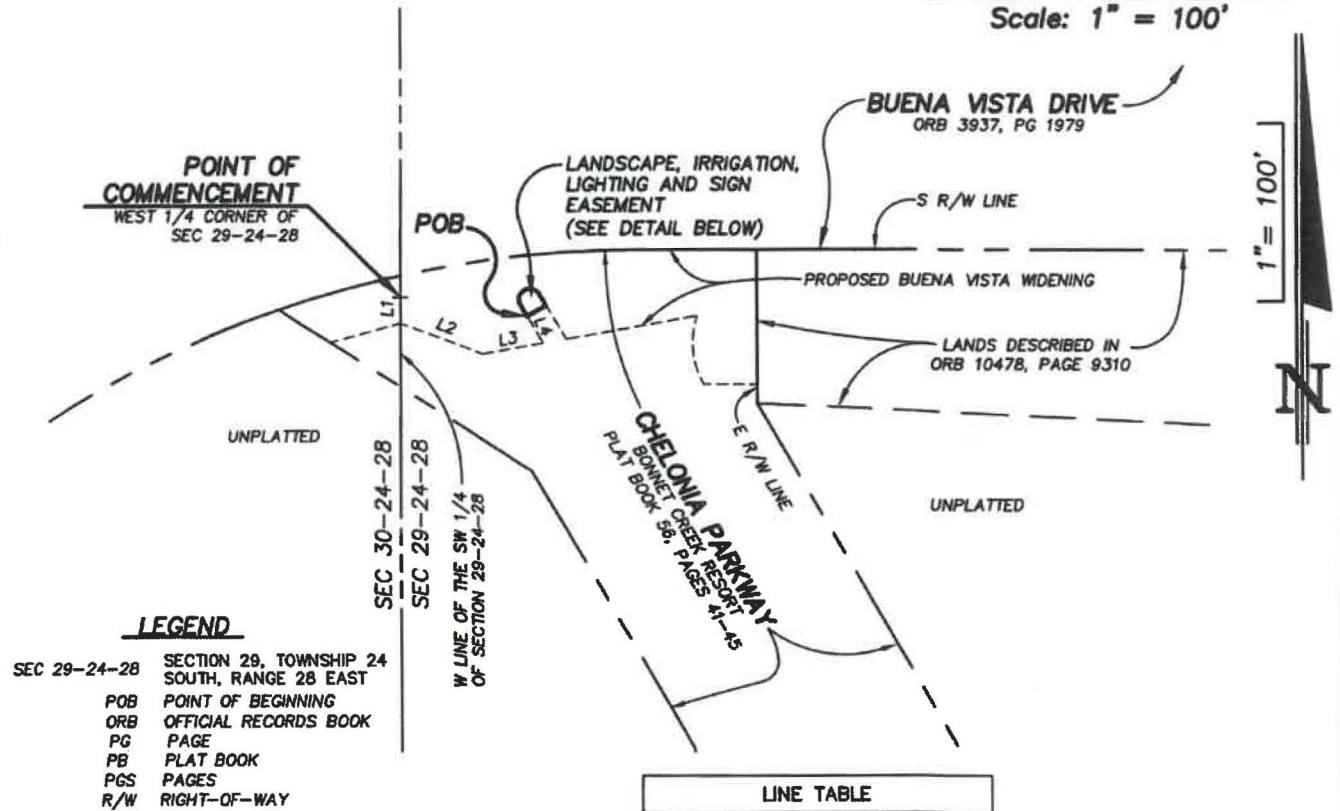 Scale: 1" = 100'
BUENA VISTA DRIVE
ORB 3937, PG 1979
POINT OF
COMMENCEMENT
WEST 1/4 CORNER OF
SEC 29-24-28
POB
LANDSCAPE, IRRIGATION,
LIGHTING AND SIGN
EASEMENT
(SEE DETAIL BELOW)
S R/W LINE
1"= 100'
PROPOSED BUENA VISTA WIDENING
L1
L2
L3
L4
LANDS DESCRIBED IN
ORB 10478, PAGE 9310
N
UNPLATTED
SEC 30-24-28
SEC 29-24-28
W LINE OF THE SW 1/4
OF SECTION 29-24-28
CHELONIA PARKWAY
BONNET CREEK RESORT
PLAT BOOK 56, PAGES 41-45
E R/W LINE
UNPLATTED
LEGEND
SEC 29-24-28 SECTION 29, TOWNSHIP 24
SOUTH, RANGE 28 EAST
POB POINT OF BEGINNING
ORB OFFICIAL RECORDS BOOK
PG PAGE
PB PLAT BOOK
PGS PAGES
R/W RIGHT-OF-WAY
LINE TABLE